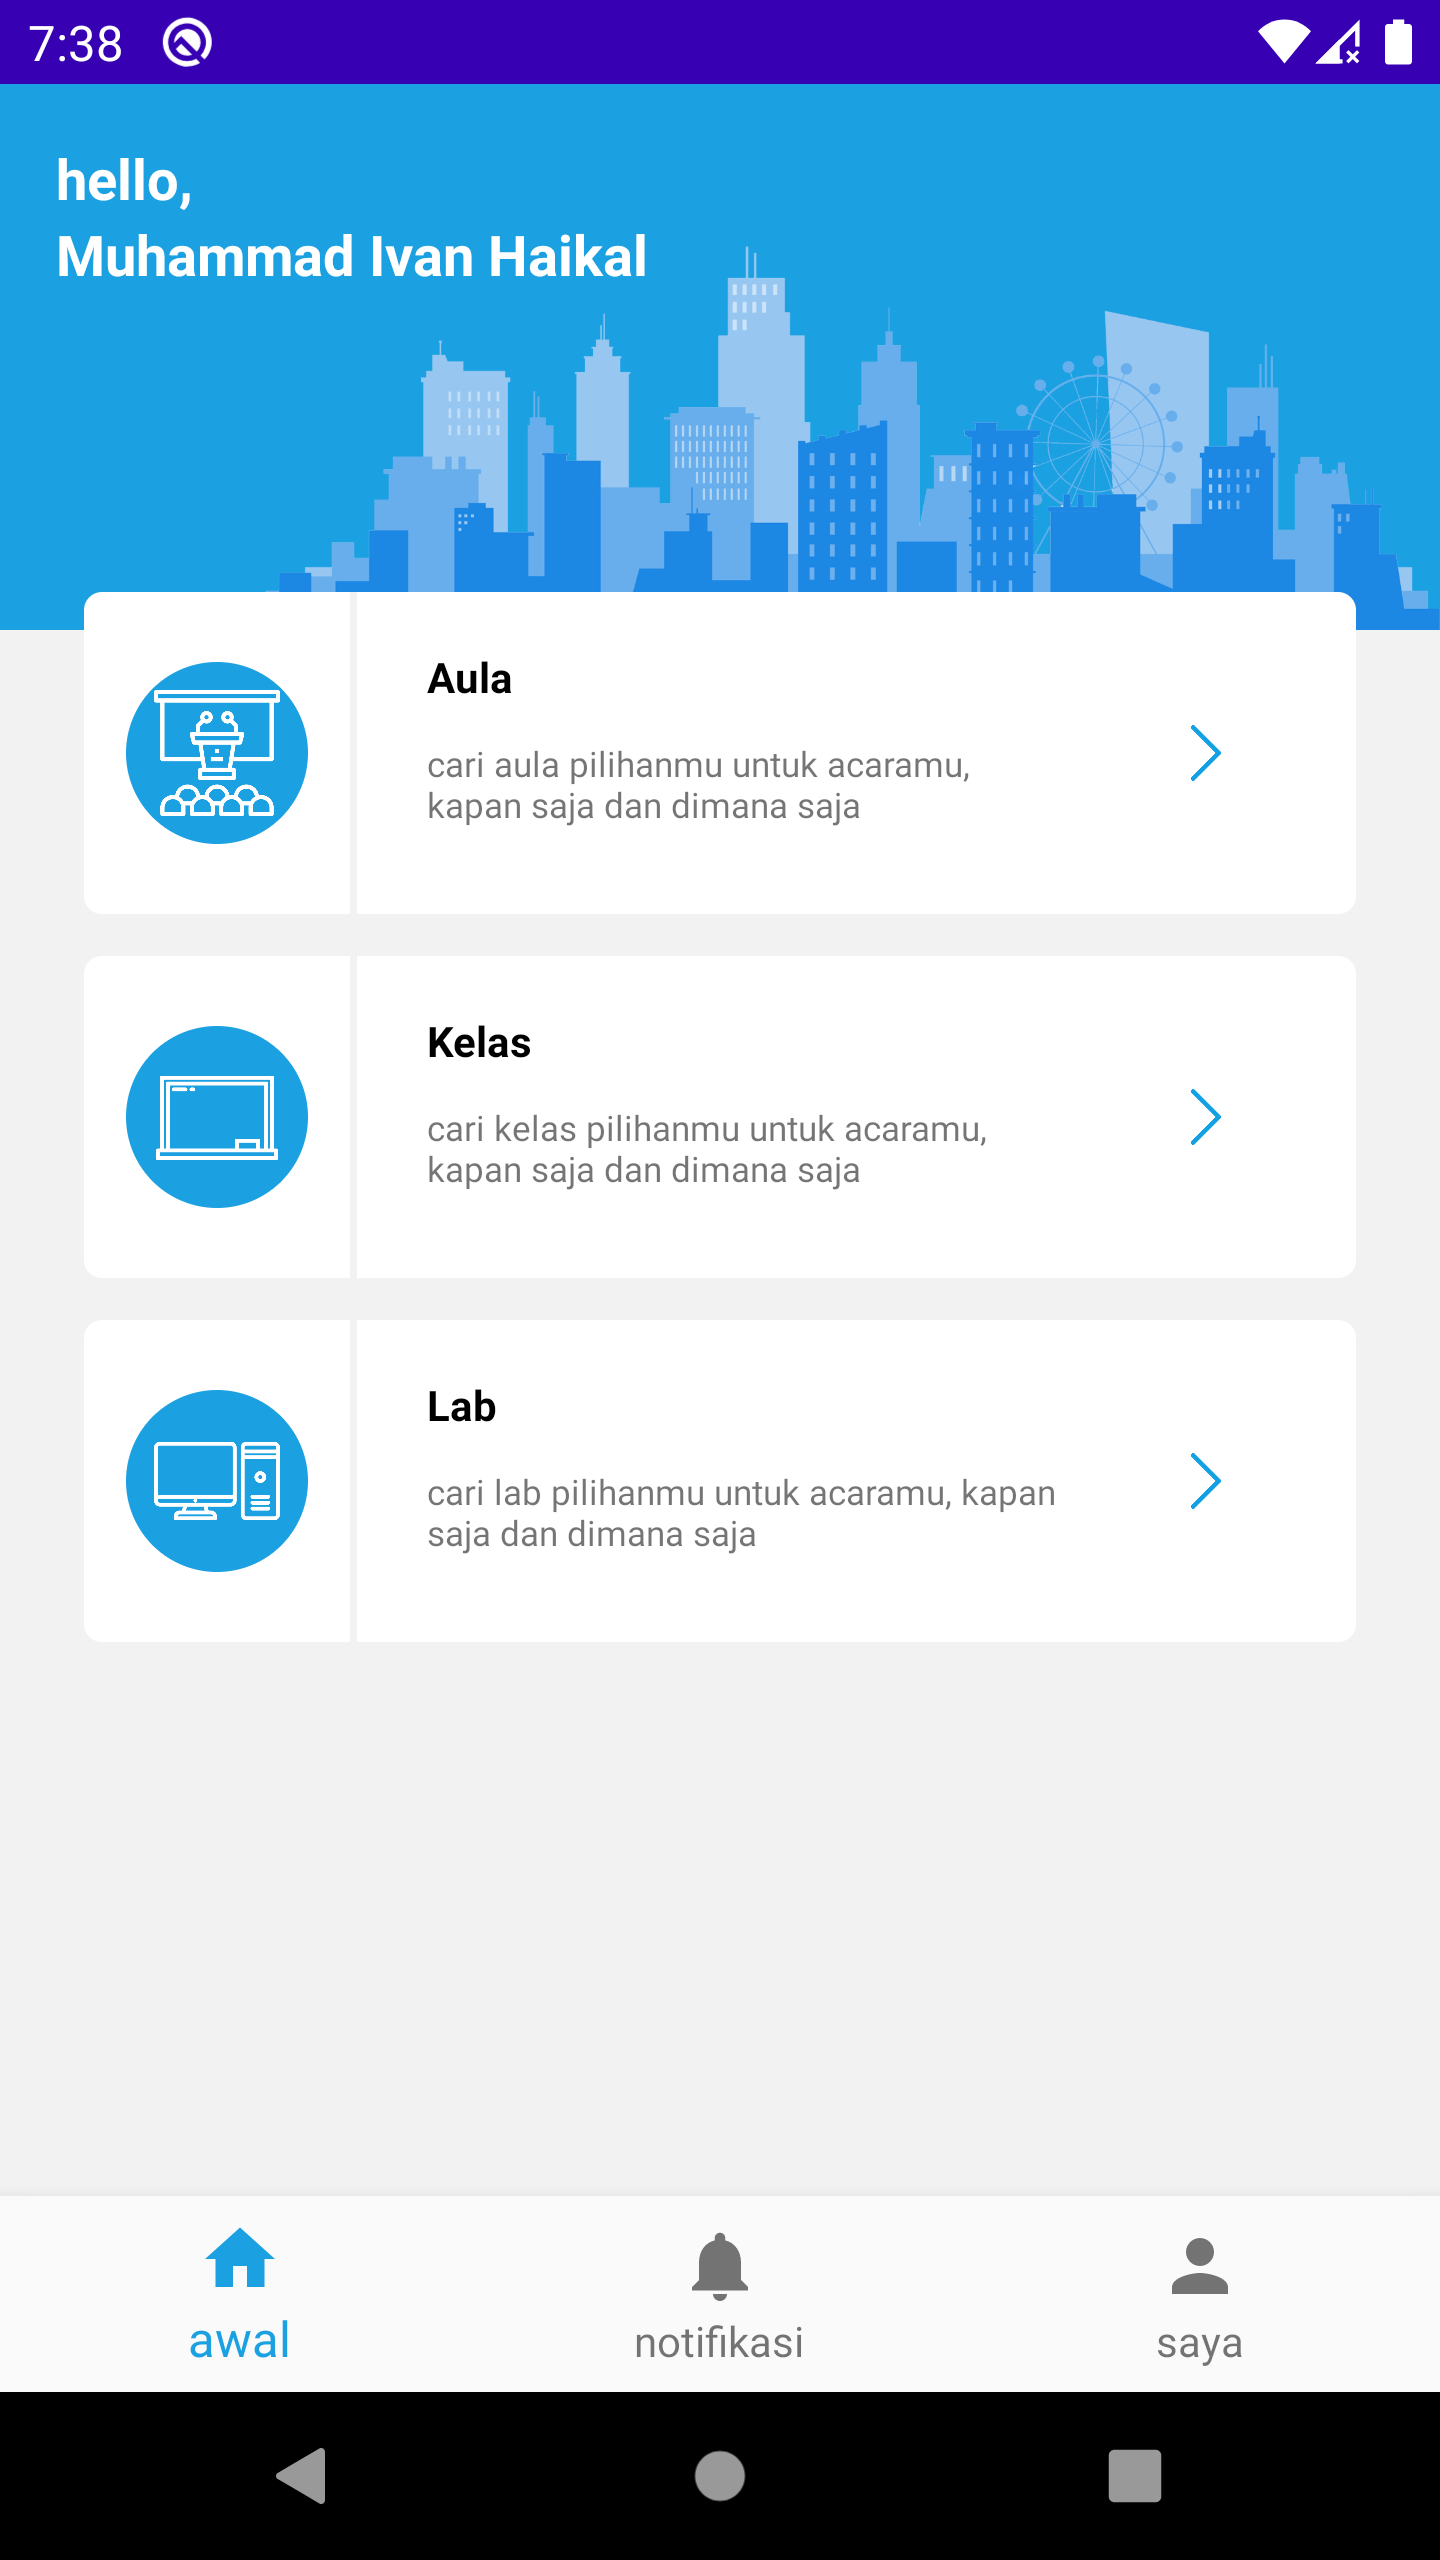 7:38
hello,
Muhammad Ivan Haikal
Aula
cari aula pilihanmu untuk acaramu,
kapan saja dan dimana saja
Kelas
cari kelas pilihanmu untuk acaramu,
kapan saja dan dimana saja
Lab
cari lab pilihanmu untuk acaramu, kapan
saja dan dimana saja
awal
notifikasi
saya